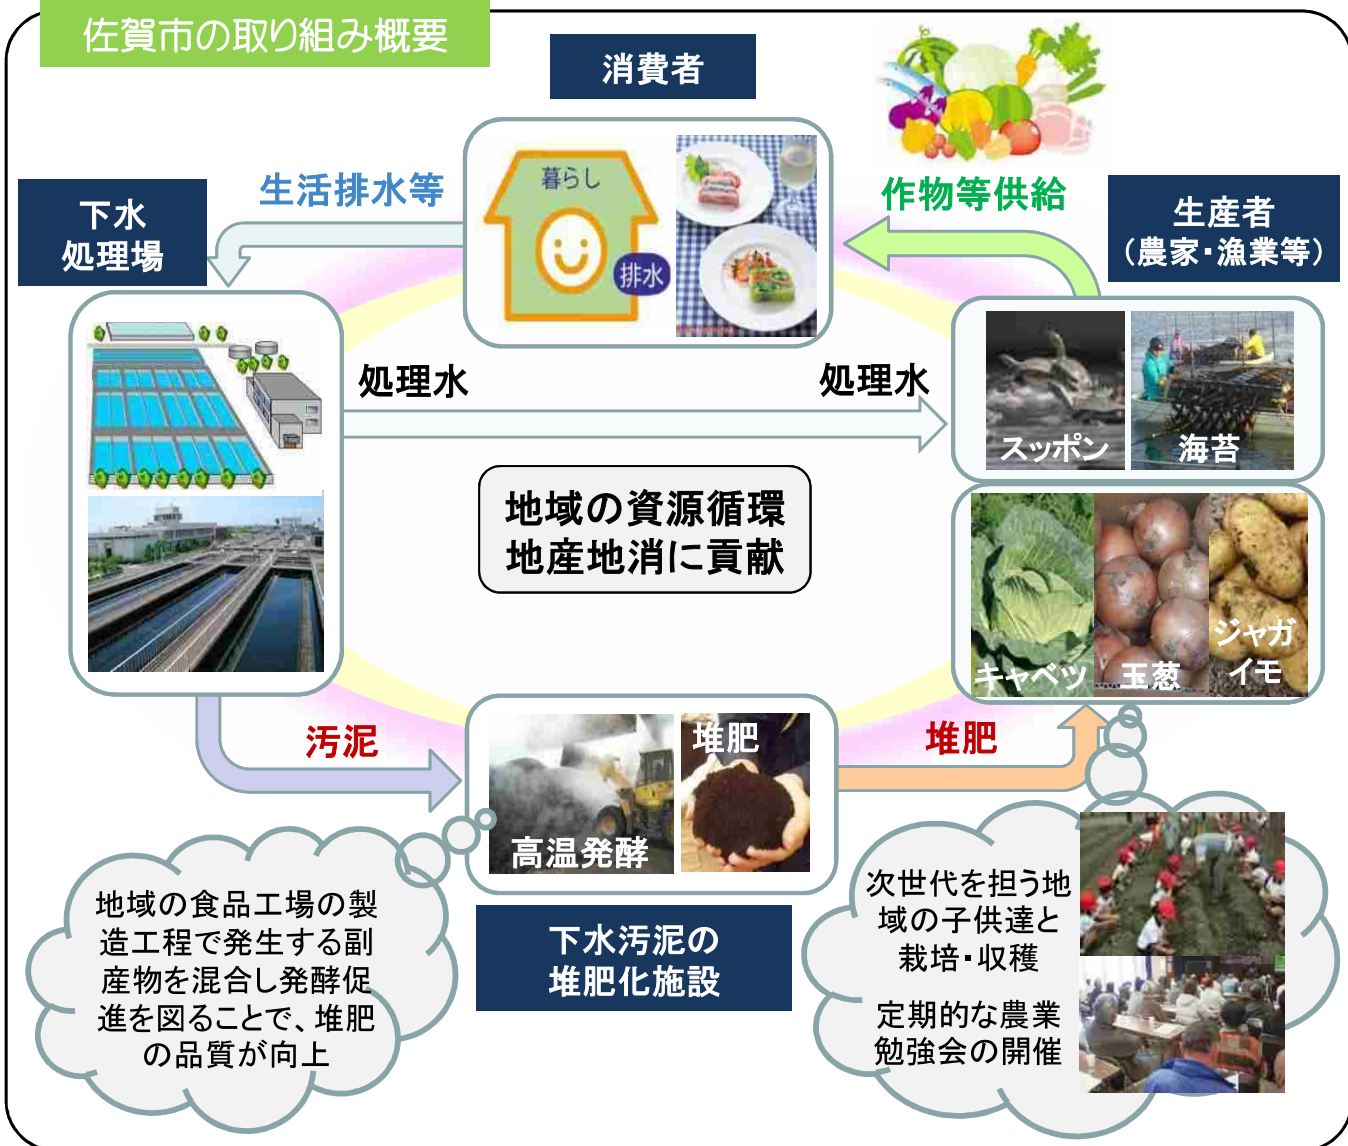 佐賀市の取り組み概要
消費者
暮らし
排水
生活排水等
作物等供給
下水
処理場
生産者
（農家・漁業等）
処理水
処理水
スッポン
海苔
地域の資源循環
地産地消に貢献
キャベツ
玉葱
ジャガ
イモ
汚泥
堆肥
堆肥
高温発酵
下水汚泥の
堆肥化施設
地域の食品工場の製
造工程で発生する副
産物を混合し発酵促
進を図ることで、堆肥
の品質が向上
次世代を担う地
域の子供達と
栽培・収穫
定期的な農業
勉強会の開催